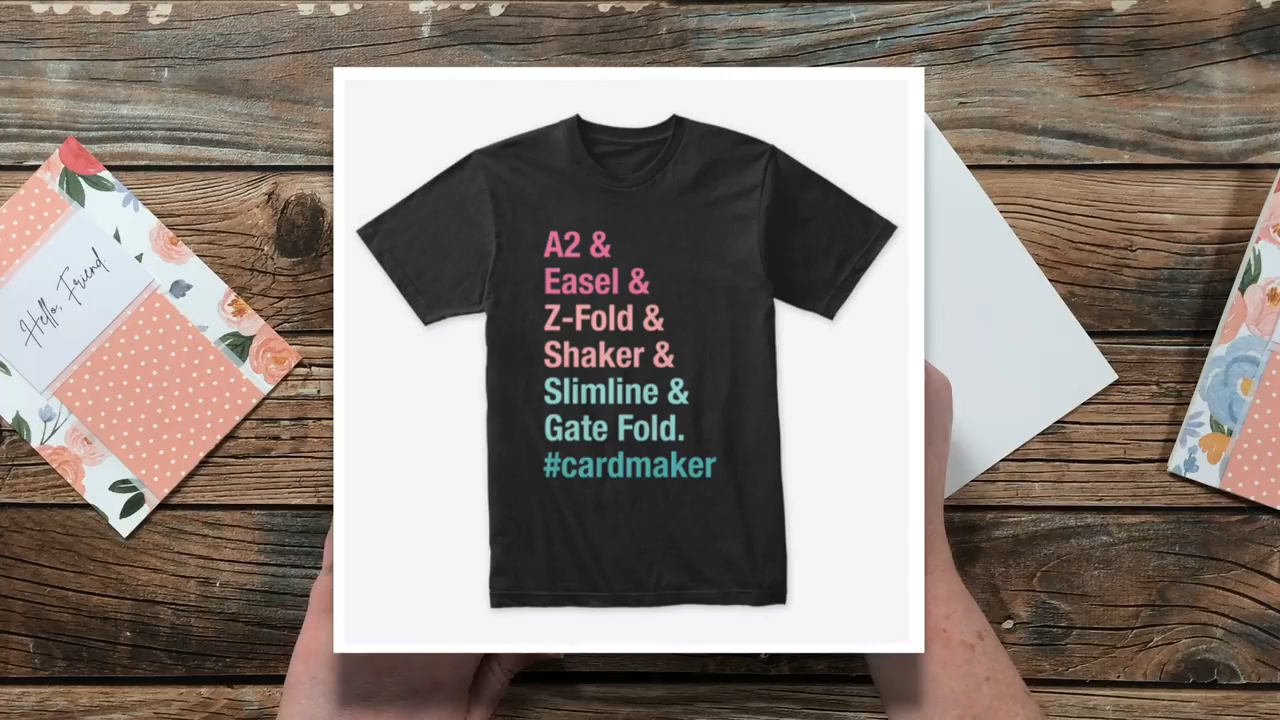 Hello, Friend
A2 &
Easel &
Z-Fold &
Shaker &
Slimline &
Gate Fold.
#cardmaker